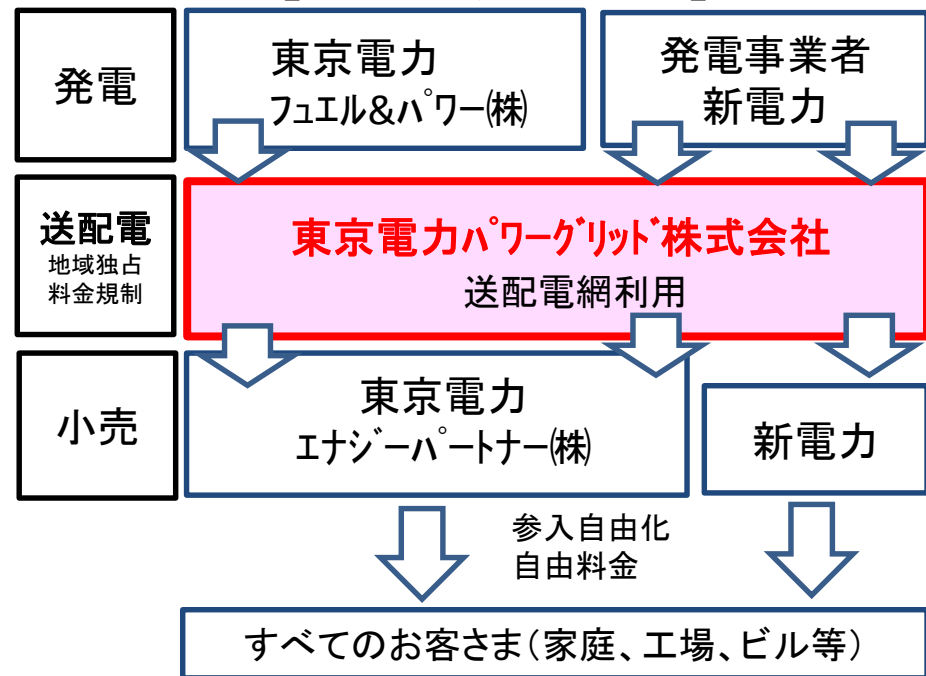 発電
東京電力
フュエル&パワー㈱
発電事業者
新電力
送配電
地域独占
料金規制
東京電力パワーグリッド株式会社
送配電網利用
小売
東京電力
エナジーパートナー㈱
新電力
参入自由化
自由料金
すべてのお客さま(家庭、工場、ビル等)